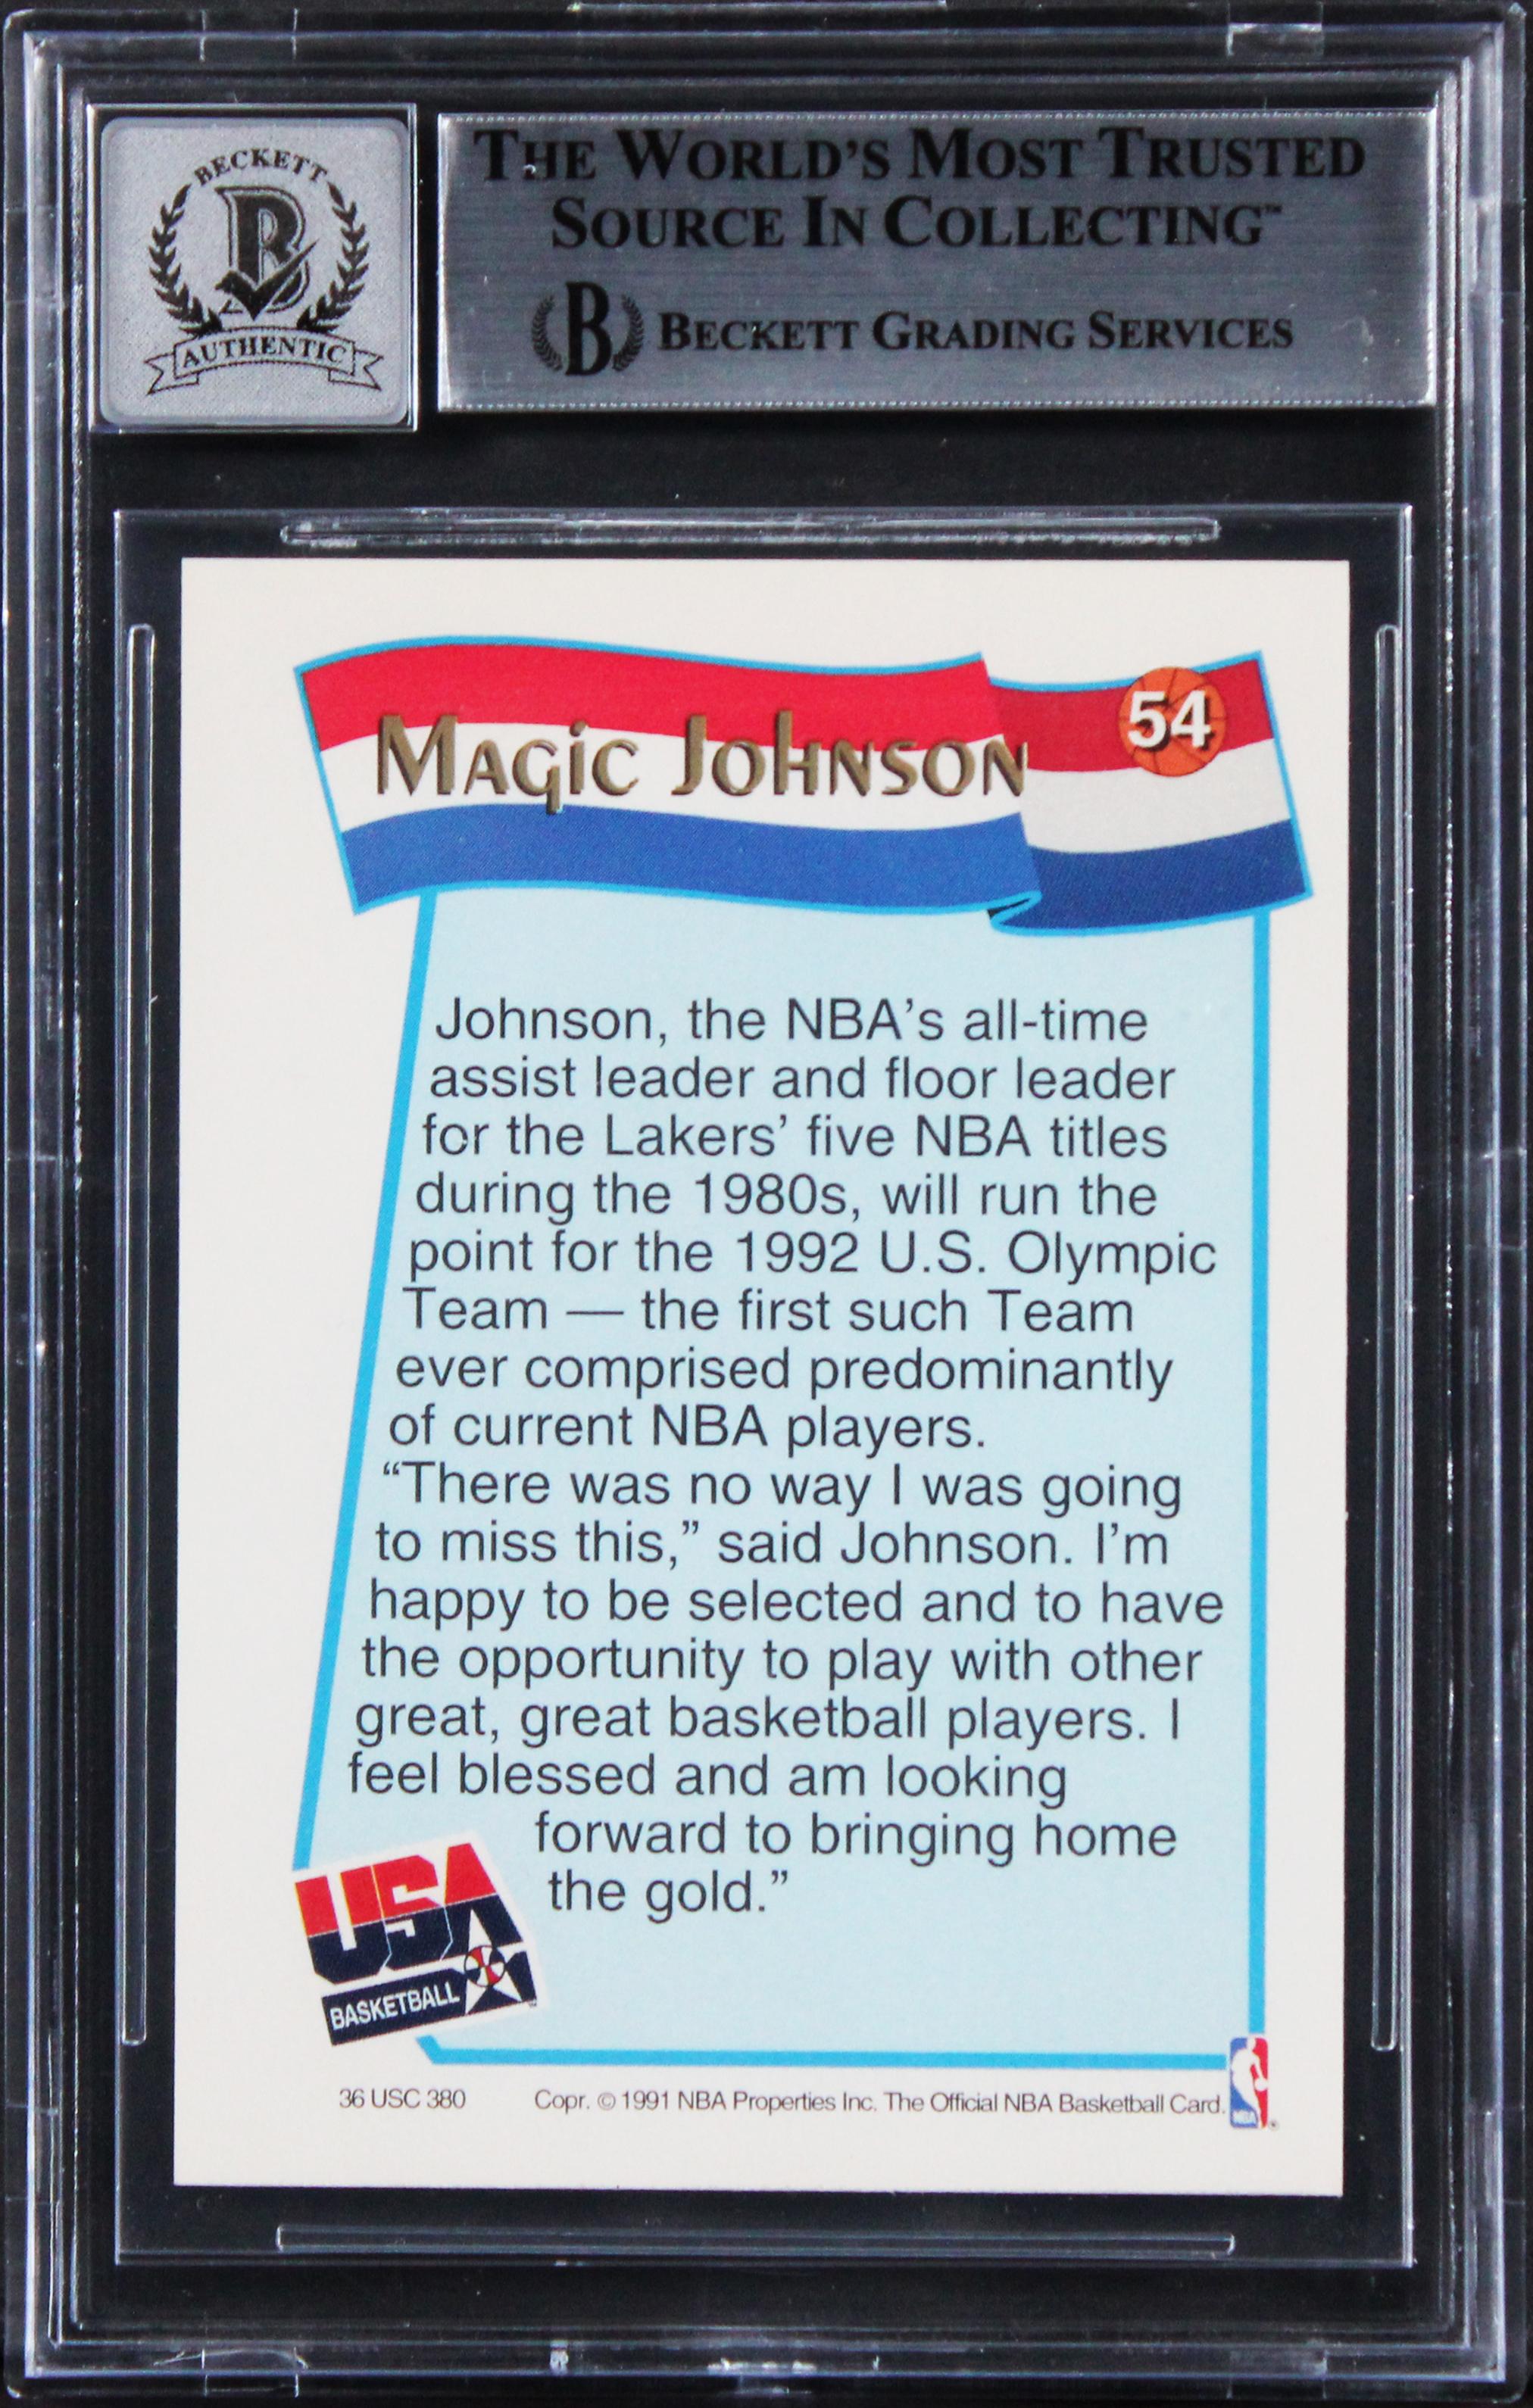 BECKETT
B
AUTHENTIC
THE WORLD'S MOST TRUSTED
SOURCE IN COLLECTING™
B BECKETT GRADING SERVICES
MAGIC JOHNSON
54
Johnson, the NBA's all-time
assist leader and floor leader
for the Lakers' five NBA titles
during the 1980s, will run the
point for the 1992 U.S. Olympic
Team — the first such Team
ever comprised predominantly
of current NBA players.
“There was no way I was going
to miss this,” said Johnson. I'm
happy to be selected and to have
the opportunity to play with other
great, great basketball players. I
feel blessed and am looking
forward to bringing home
the gold.”
USA
BASKETBALL
36 USC 380 Copr. © 1991 NBA Properties Inc. The Official NBA Basketball Card.
NBA